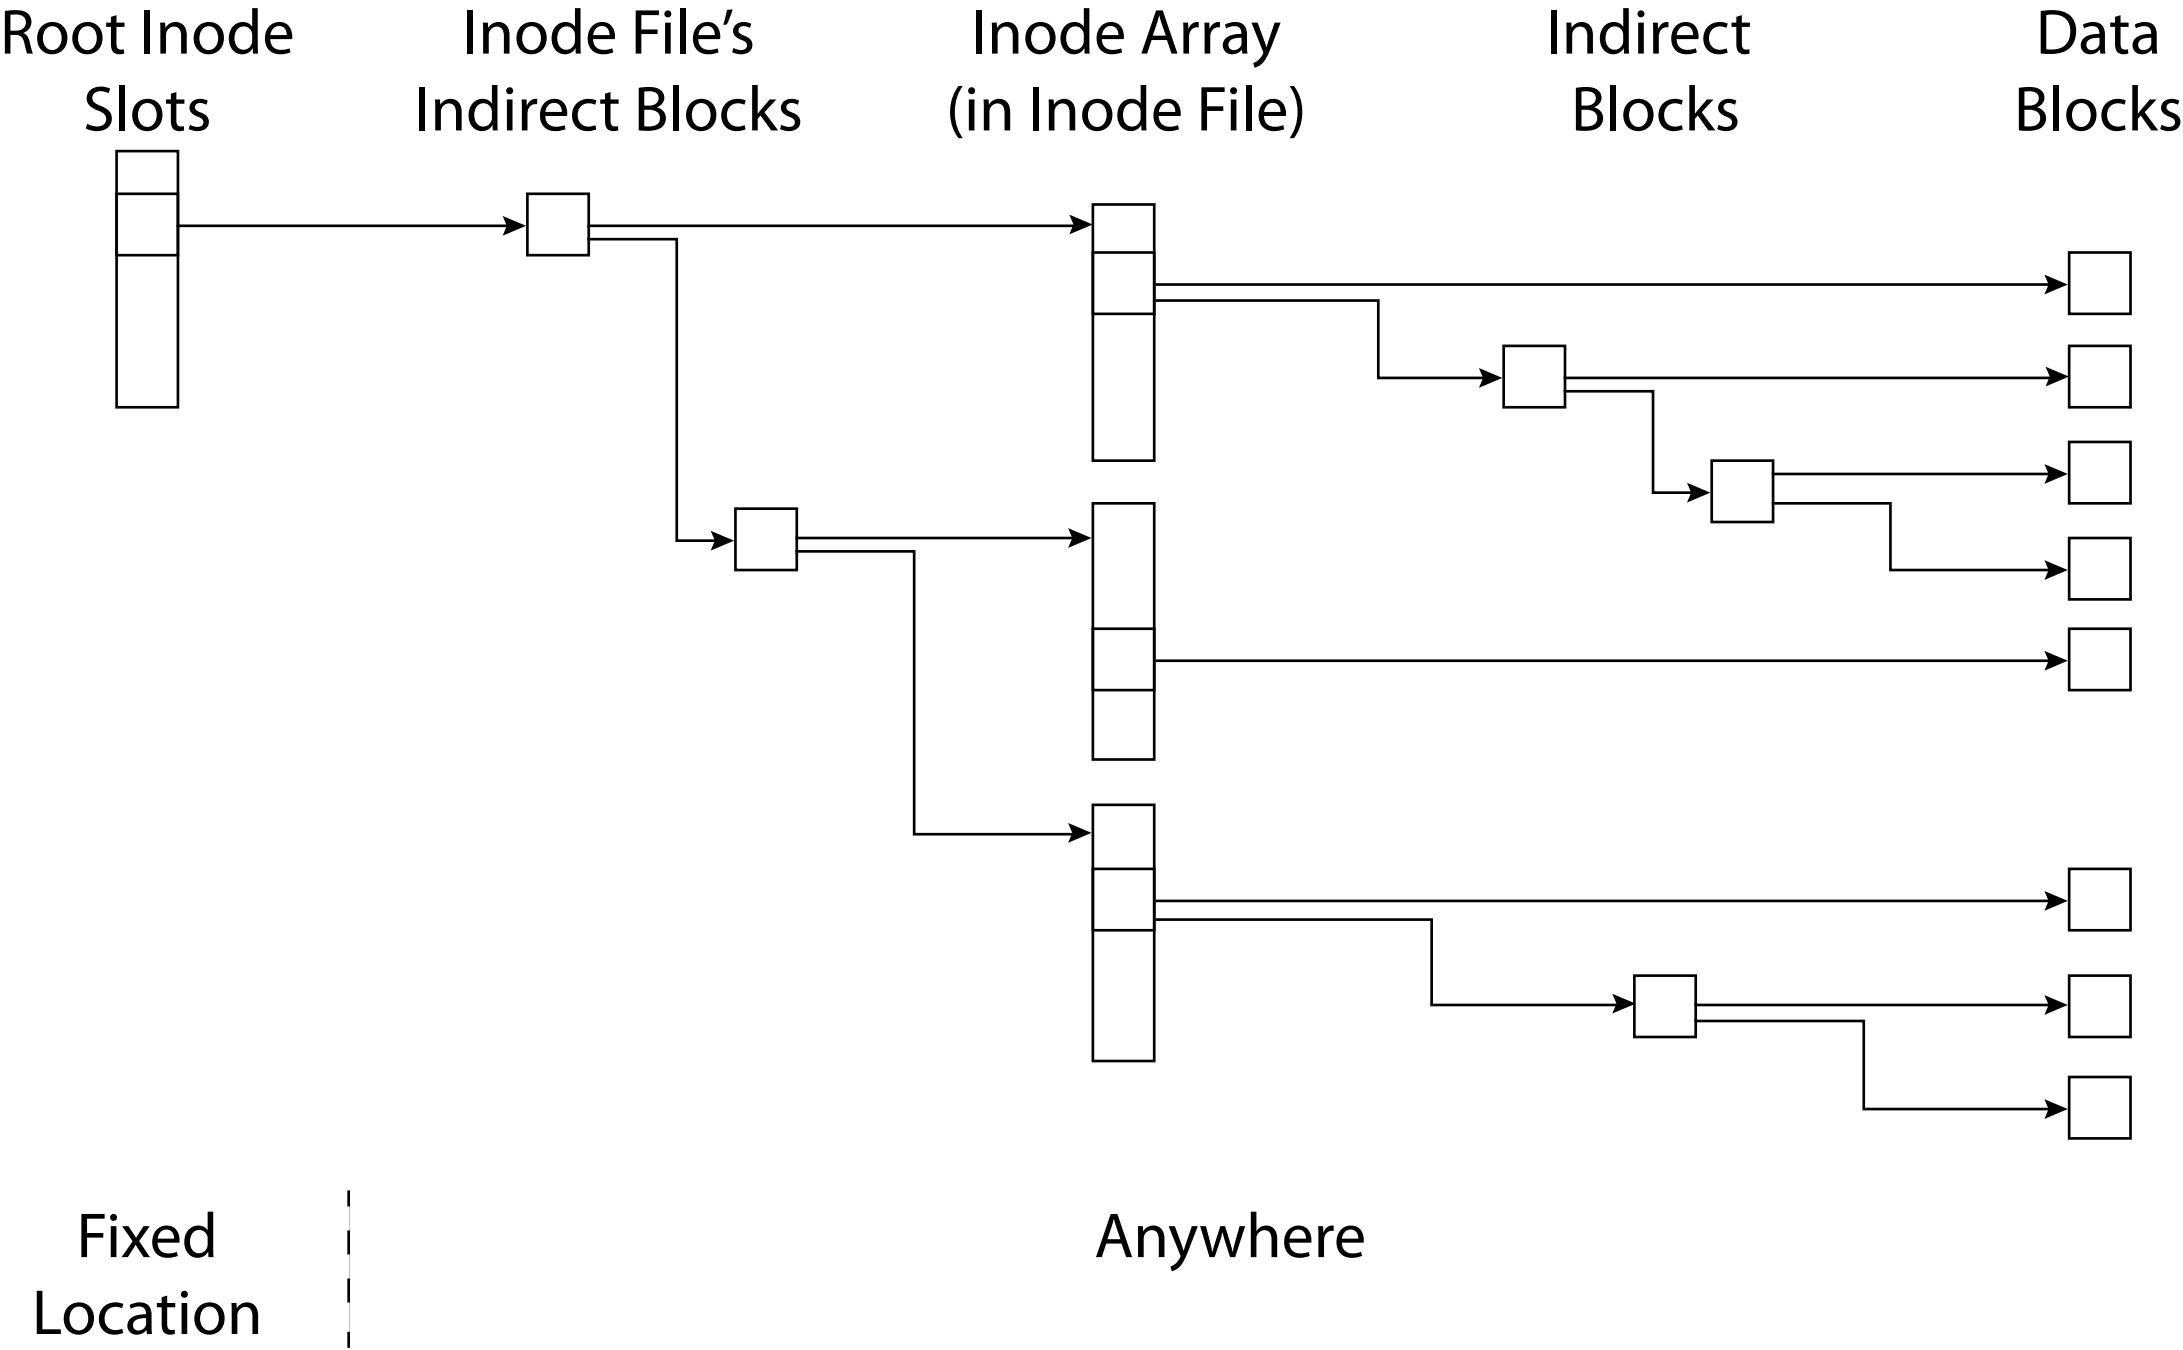 Root Inode
Slots
Inode File’s
Indirect Blocks
Inode Array
(in Inode File)
Indirect
Blocks
Data
Blocks
Fixed
Location
Anywhere